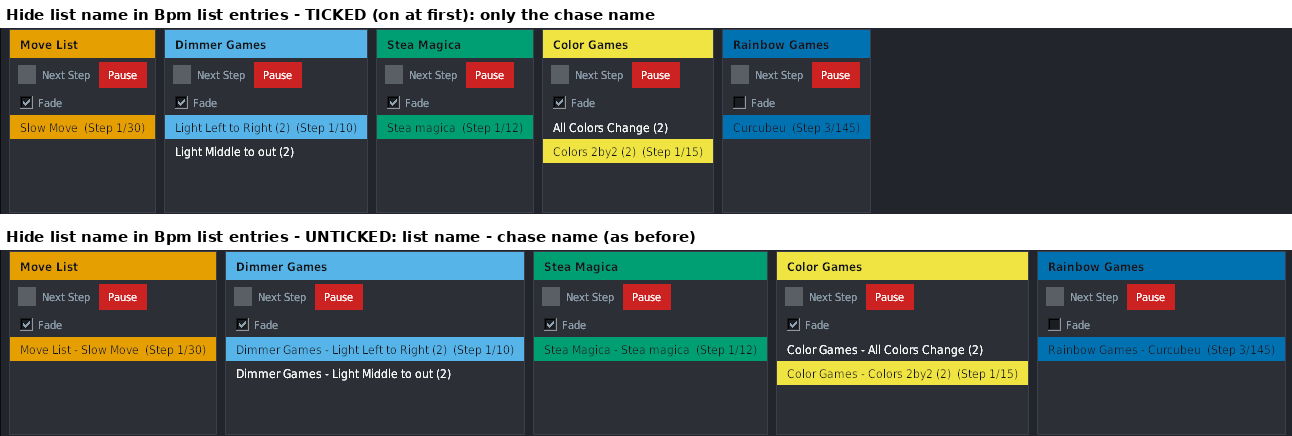 Hide list name in Bpm list entries - TICKED (on at first): only the chase name
Move List
Dimmer Games
Stea Magica
Color Games
Rainbow Games
Next Step Pause
Next Step Pause
Next Step Pause
Next Step Pause
Next Step Pause
Fade
Fade
Fade
Fade
Fade
Slow Move (Step 1/30)
Light Left to Right (2) (Step 1/10)
Stea magica (Step 1/12)
All Colors Change (2)
Curcubeu (Step 3/145)
Light Middle to out (2)
Colors 2by2 (2) (Step 1/15)
Hide list name in Bpm list entries - UNTICKED: list name - chase name (as before)
Move List
Dimmer Games
Stea Magica
Color Games
Rainbow Games
Next Step Pause
Next Step Pause
Next Step Pause
Next Step Pause
Next Step Pause
Fade
Fade
Fade
Fade
Fade
Move List - Slow Move (Step 1/30)
Dimmer Games - Light Left to Right (2) (Step 1/10)
Stea Magica - Stea magica (Step 1/12)
Color Games - All Colors Change (2)
Rainbow Games - Curcubeu (Step 3/145)
Dimmer Games - Light Middle to out (2)
Color Games - Colors 2by2 (2) (Step 1/15)